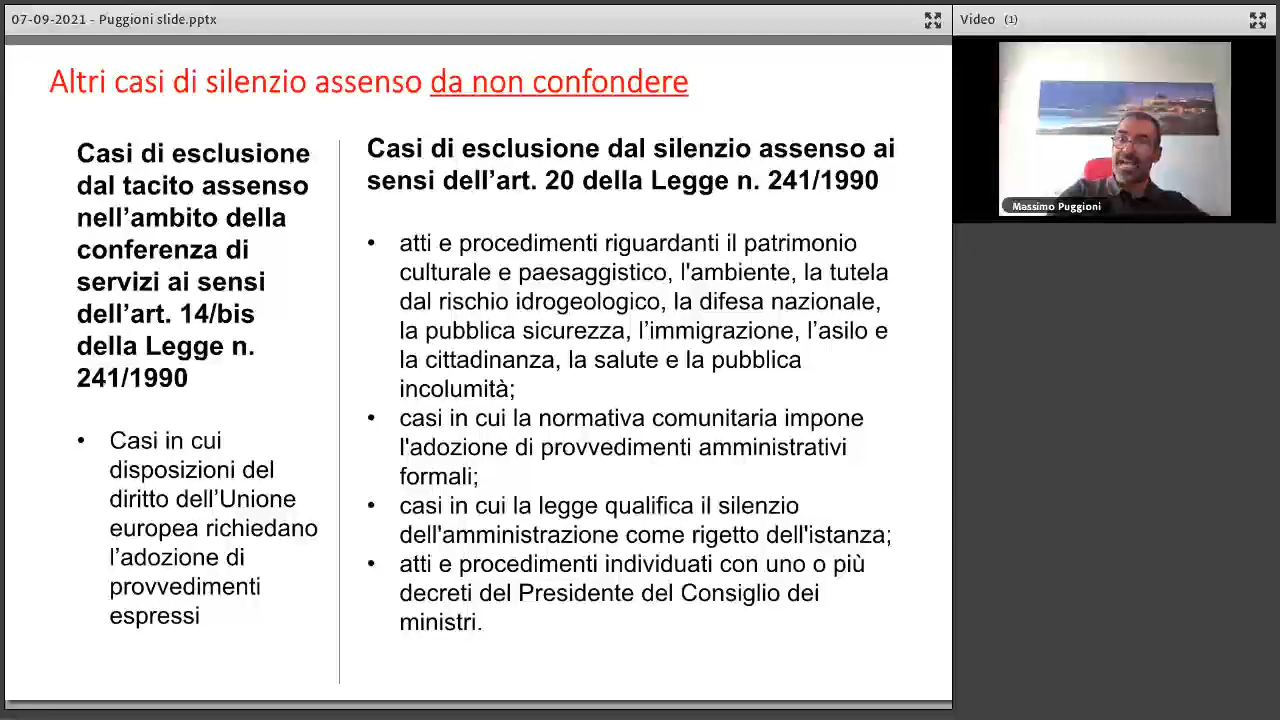 07-09-2021 - Puggioni slide.pptx
Video (1)
Altri casi di silenzio assenso da non confondere
Casi di esclusione
dal tacito assenso
nell’ambito della
conferenza di
servizi ai sensi
dell’art. 14/bis
della Legge n.
241/1990
• Casi in cui
disposizioni del
diritto dell’Unione
europea richiedano
l’adozione di
provvedimenti
espressi
Casi di esclusione dal silenzio assenso ai
sensi dell’art. 20 della Legge n. 241/1990
• atti e procedimenti riguardanti il patrimonio
culturale e paesaggistico, l'ambiente, la tutela
dal rischio idrogeologico, la difesa nazionale,
la pubblica sicurezza, l’immigrazione, l’asilo e
la cittadinanza, la salute e la pubblica
incolumità;
• casi in cui la normativa comunitaria impone
l'adozione di provvedimenti amministrativi
formali;
• casi in cui la legge qualifica il silenzio
dell'amministrazione come rigetto dell'istanza;
• atti e procedimenti individuati con uno o più
decreti del Presidente del Consiglio dei
ministri.
Massimo Puggioni